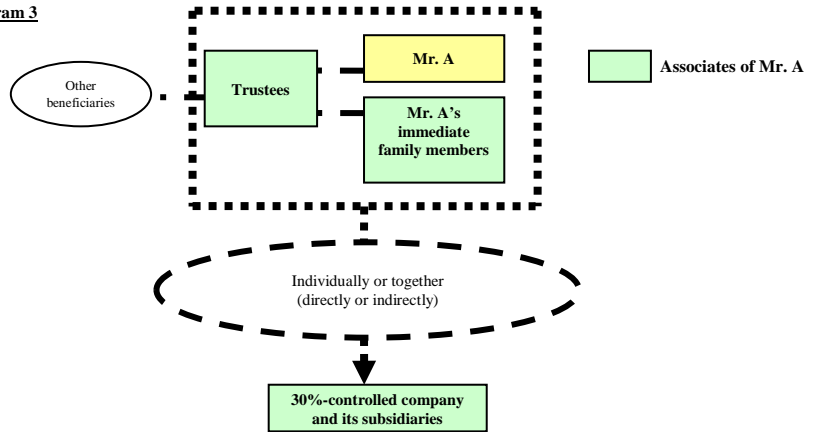 ram 3
Mr. A
Trustees
Other
beneficiaries
Associates of Mr. A
Mr. A's
immediate
family members
Individually or together
(directly or indirectly)
30%-controlled company
and its subsidiaries